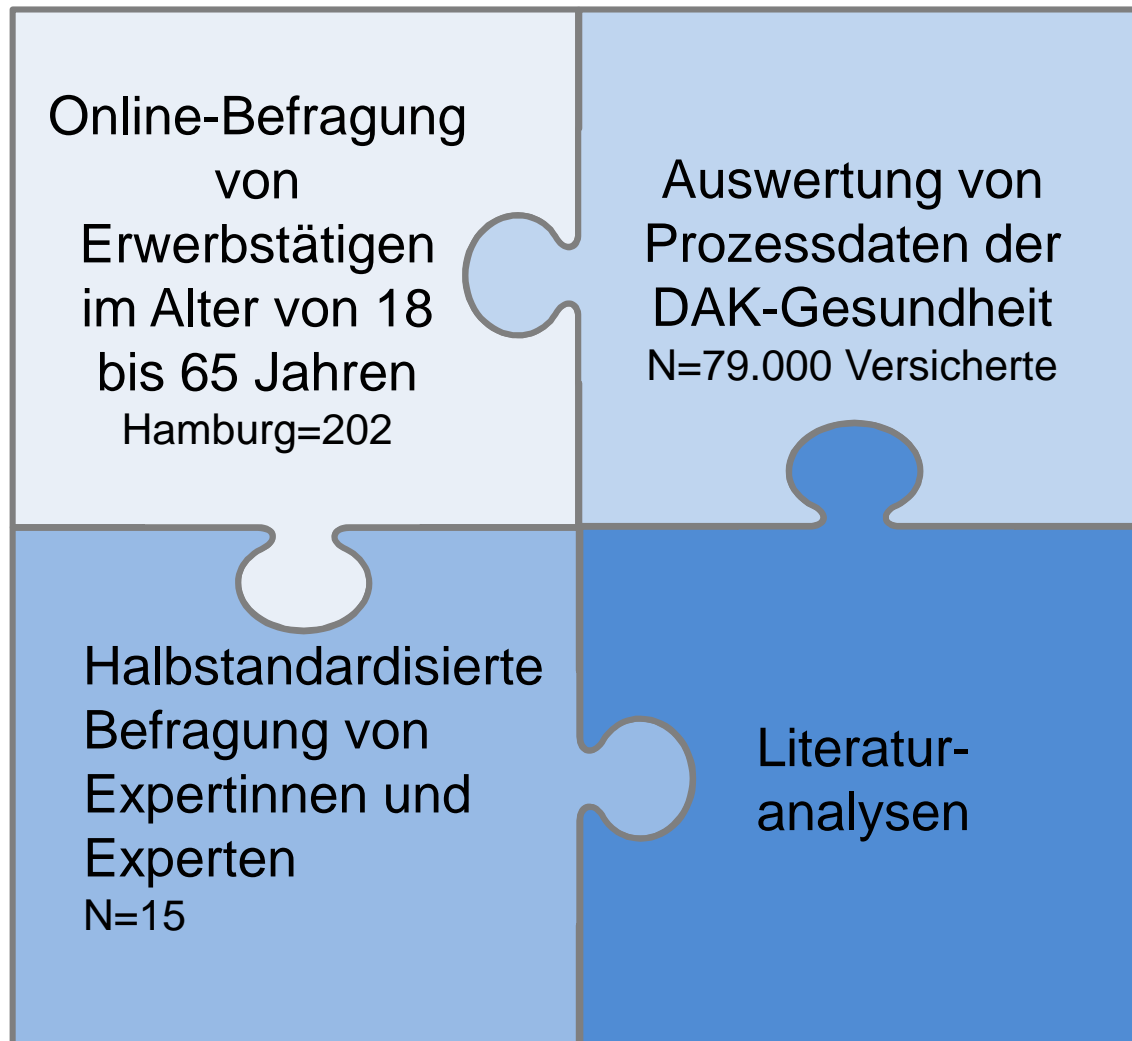 Online-Befragung
von
Erwerbstätigen
im Alter von 18
bis 65 Jahren
Hamburg=202
Auswertung von
Prozessdaten der
DAK-Gesundheit
N=79.000 Versicherte
Halbstandardisierte
Befragung von
Expertinnen und
Experten
N=15
Literatur-
analysen